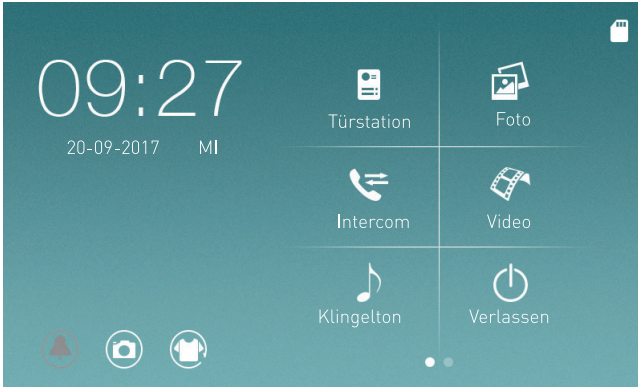 09:27
20-09-2017 MI
Türstation
Foto
Intercom
Video
Klingelton
Verlassen